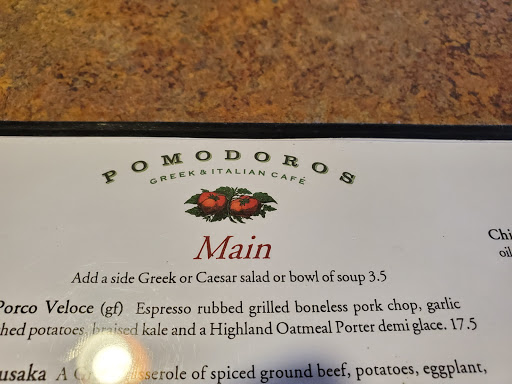 POMODOROS
GREEK & ITALIAN CAFÉ
Main
Add a side Greek or Caesar salad or bowl of soup 3.5
Porco Veloce (gf) Espresso rubbed grilled boneless pork chop, garlic
hed potatoes, braised kale and a Highland Oatmeal Porter demi glace. 17.5
usaka A of spiced ground beef, potatoes, eggplant,
Chi
oil